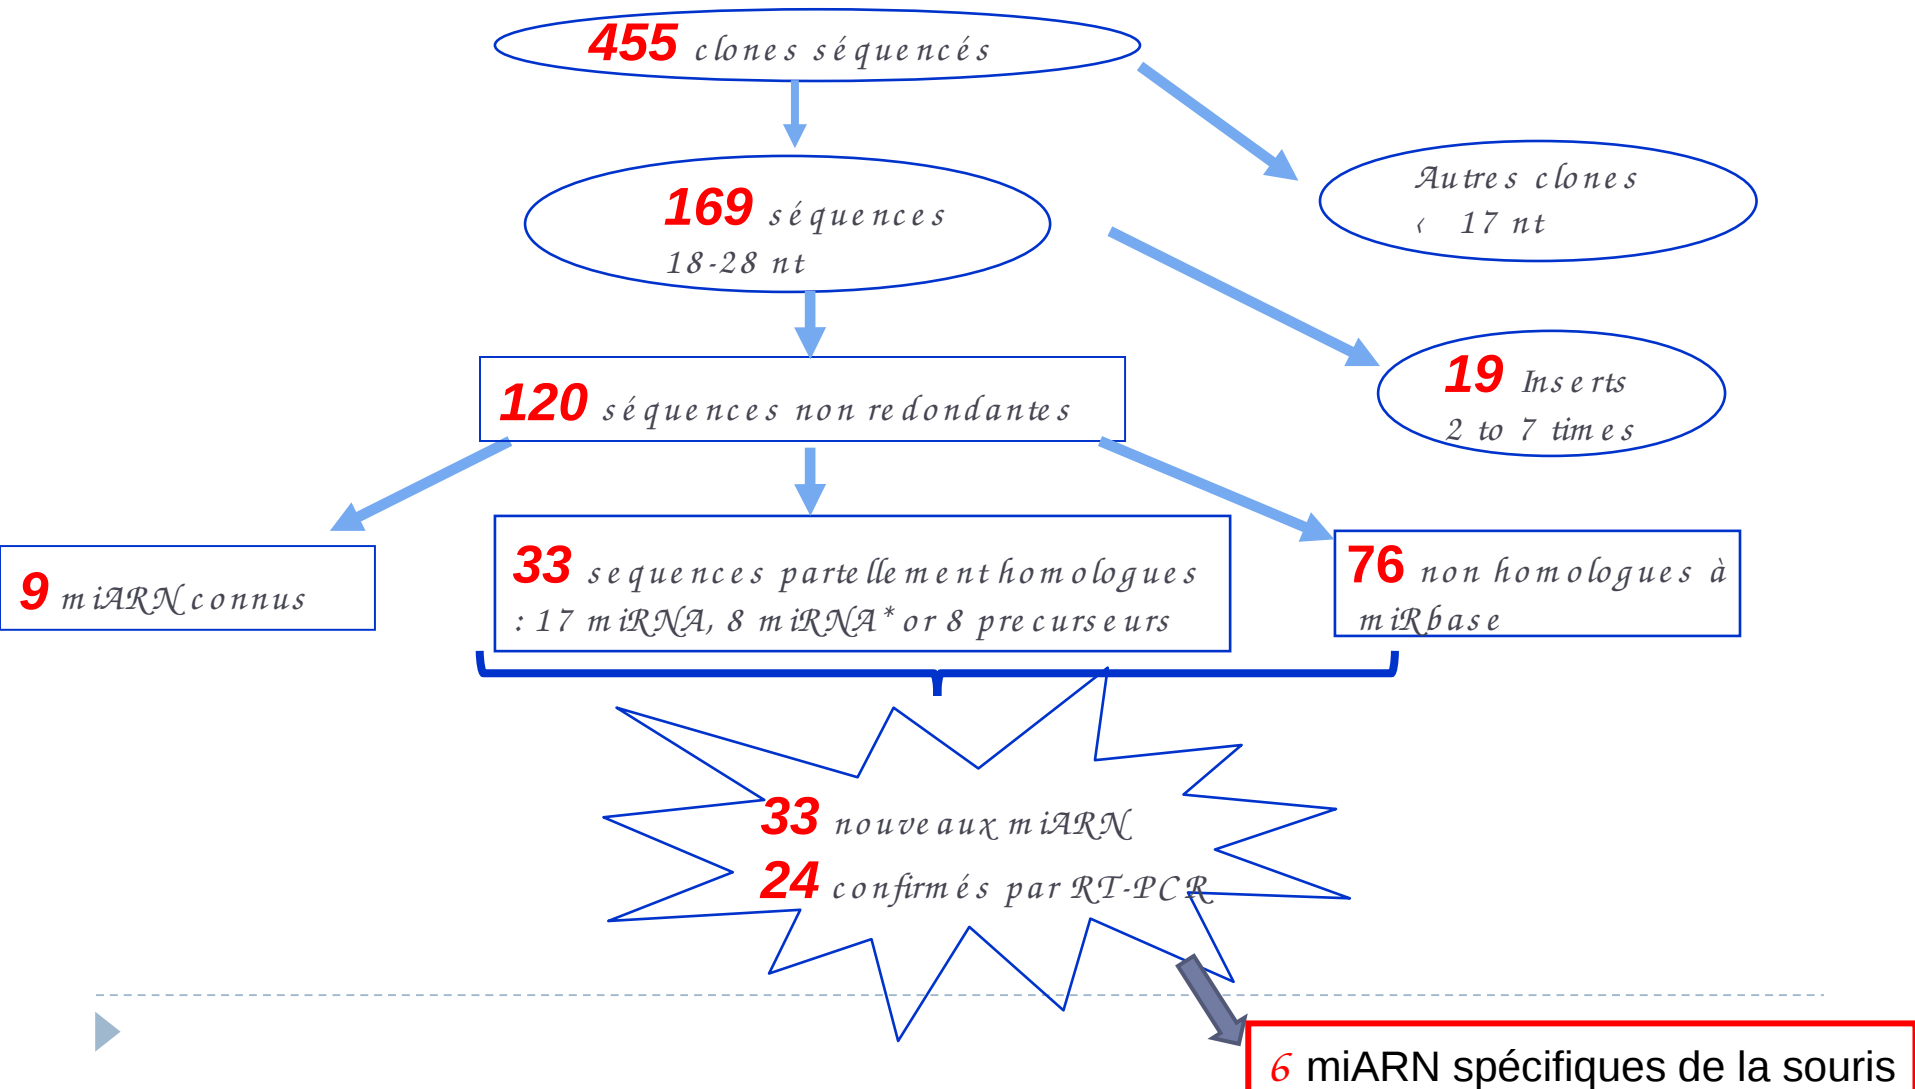 455 clones séquencés
Autres clones
< 17 nt
169 séquences
18-28 nt
19 Inserts
2 to 7 times
120 séquences non redondantes
9 miARN connus
33 sequences partellement homologues
: 17 miRNA, 8 miRNA* or 8 precurseurs
76 non homologues à
miRbase
33 nouveaux miARN
24 confirmés par RT-PCR
6 miARN spécifiques de la souris